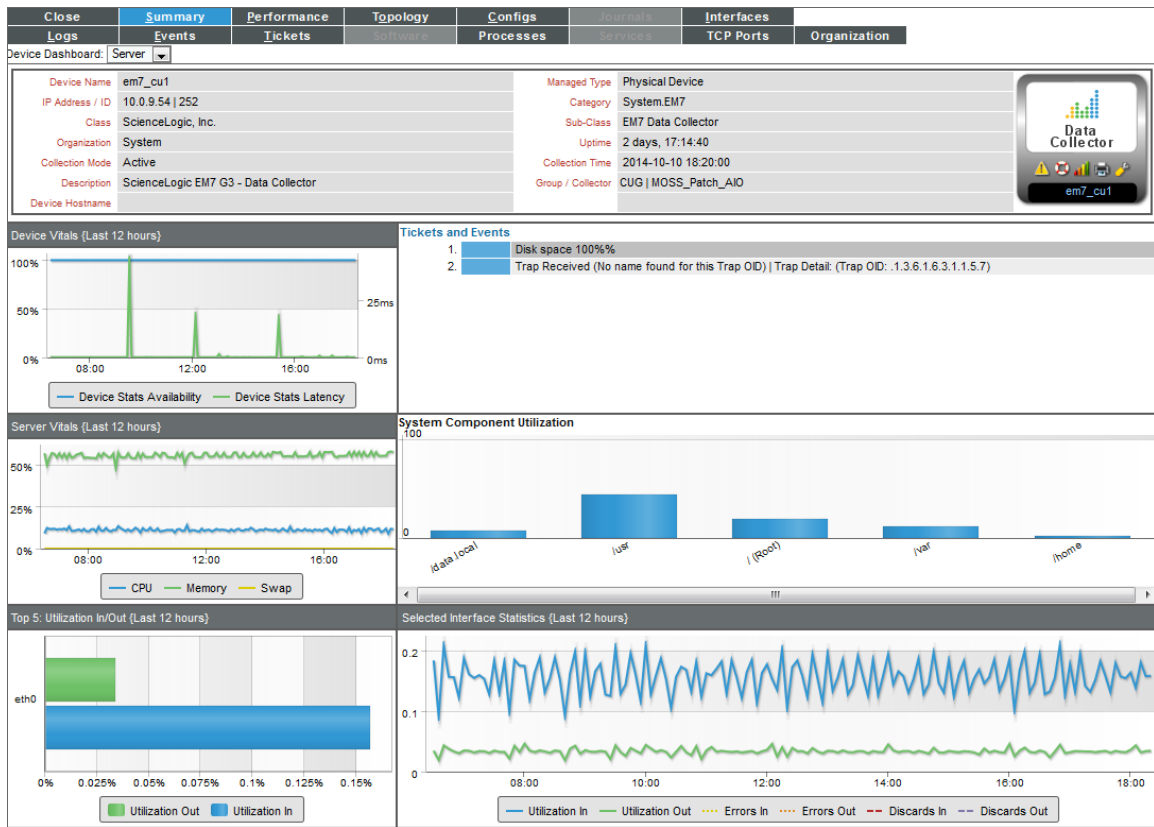 Close Summary Performance Topology Configs Journals Interfaces
Logs Events Tickets Software Processes Services TCP Ports Organization
Device Dashboard: Server
Device Name em7_cu1 Managed Type Physical Device
IP Address / ID 10.0.9.54 | 252 Category System.EM7
Class ScienceLogic, Inc. Sub-Class EM7 Data Collector
Organization System Uptime 2 days, 17:14:40
Collection Mode Active Collection Time 2014-10-10 18:20:00
Description ScienceLogic EM7 G3 - Data Collector Group / Collector CUG | MOSS_Patch_AIO
Device Hostname
Data
Collector
em7_cu1
Device Vitals {Last 12 hours}
100%
50%
0%
25ms
0ms
08:00 12:00 16:00
Device Stats Availability Device Stats Latency
Tickets and Events
1. Disk space 100%%
2. Trap Received (No name found for this Trap OID) | Trap Detail: (Trap OID: .1.3.6.1.6.3.1.1.5.7)
Server Vitals {Last 12 hours}
50%
25%
0%
08:00 12:00 16:00
CPU Memory Swap
System Component Utilization
100
0
/data.local /usr / (Root) /var /home
Top 5: Utilization In/Out {Last 12 hours}
eth0
0% 0.025% 0.05% 0.075% 0.1% 0.125% 0.15%
Utilization Out Utilization In
Selected Interface Statistics {Last 12 hours}
0.2
0.1
0
08:00 10:00 12:00 14:00 16:00 18:00
Utilization In Utilization Out Errors In Errors Out Discards In Discards Out